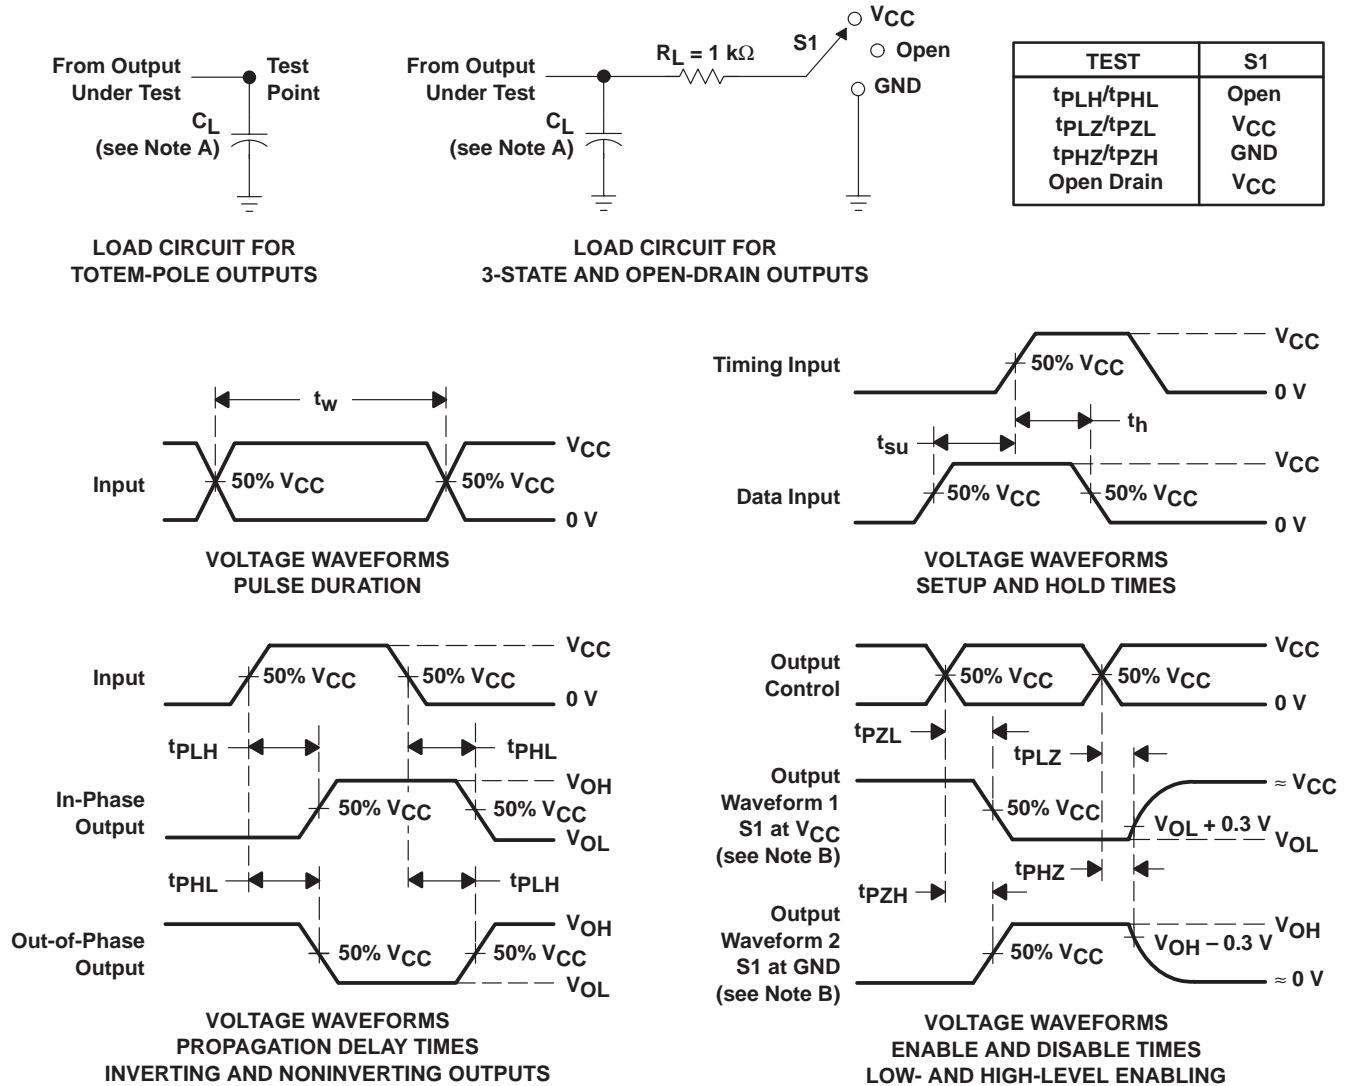 From Output
Under Test
Test
Point
CL
(see Note A)
LOAD CIRCUIT FOR
TOTEM-POLE OUTPUTS
From Output
Under Test
RL = 1 kΩ
S1
VCC
Open
GND
CL
(see Note A)
LOAD CIRCUIT FOR
3-STATE AND OPEN-DRAIN OUTPUTS
TEST S1
tPLH/tPHL Open
tPLZ/tPZL VCC
tPHZ/tPZH GND
Open Drain VCC
tw
Input
50% VCC
50% VCC
VCC
0 V
VOLTAGE WAVEFORMS
PULSE DURATION
Timing Input
50% VCC
VCC
0 V
tsu
th
Data Input
50% VCC
50% VCC
VCC
0 V
VOLTAGE WAVEFORMS
SETUP AND HOLD TIMES
Input
50% VCC
50% VCC
VCC
0 V
tPLH
tPHL
In-Phase
Output
50% VCC
50% VCC
VOH
VOL
tPHL
tPLH
Out-of-Phase
Output
50% VCC
50% VCC
VOH
VOL
VOLTAGE WAVEFORMS
PROPAGATION DELAY TIMES
INVERTING AND NONINVERTING OUTPUTS
Output
Control
50% VCC
50% VCC
VCC
0 V
tPZL
tPLZ
Output
Waveform 1
S1 at VCC
(see Note B)
50% VCC
≈ VCC
VOL + 0.3 V
VOL
tPHZ
tPZH
Output
Waveform 2
S1 at GND
(see Note B)
50% VCC
VOH
VOH − 0.3 V
≈ 0 V
VOLTAGE WAVEFORMS
ENABLE AND DISABLE TIMES
LOW- AND HIGH-LEVEL ENABLING